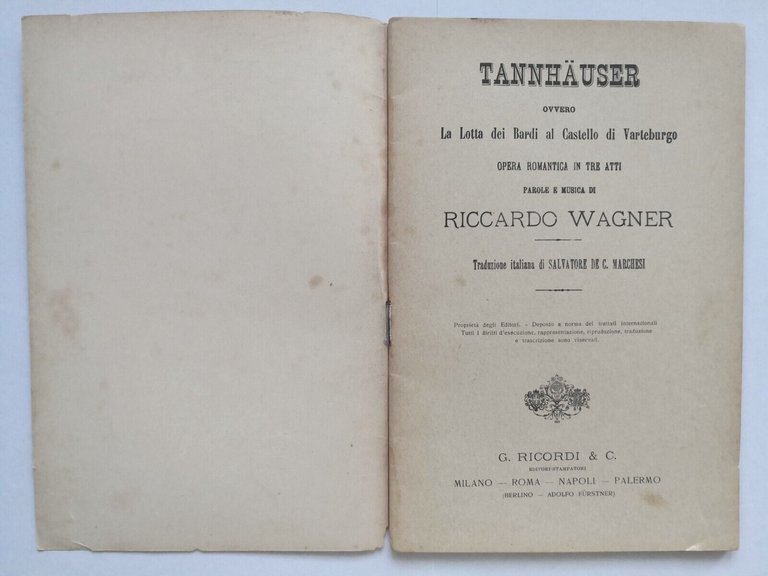 TANNHÄUSER
OVVERO
La Lotta dei Bardi al Castello di Varteburgo
OPERA ROMANTICA IN TRE ATTI
PAROLE E MUSICA DI
RICCARDO WAGNER
Traduzione italiana di SALVATORE DE C. MARCHESI
Proprietà degli Editori. - Deposto a norma dei trattati internazionali
Tutti i diritti d'esecuzione, rappresentazione, riproduzione, traduzione
e trascrizione sono riservati.
G. RICORDI & C.
EDITORI-STAMPATORI
MILANO — ROMA — NAPOLI — PALERMO
(BERLINO — ADOLFO FÜRSTNER)